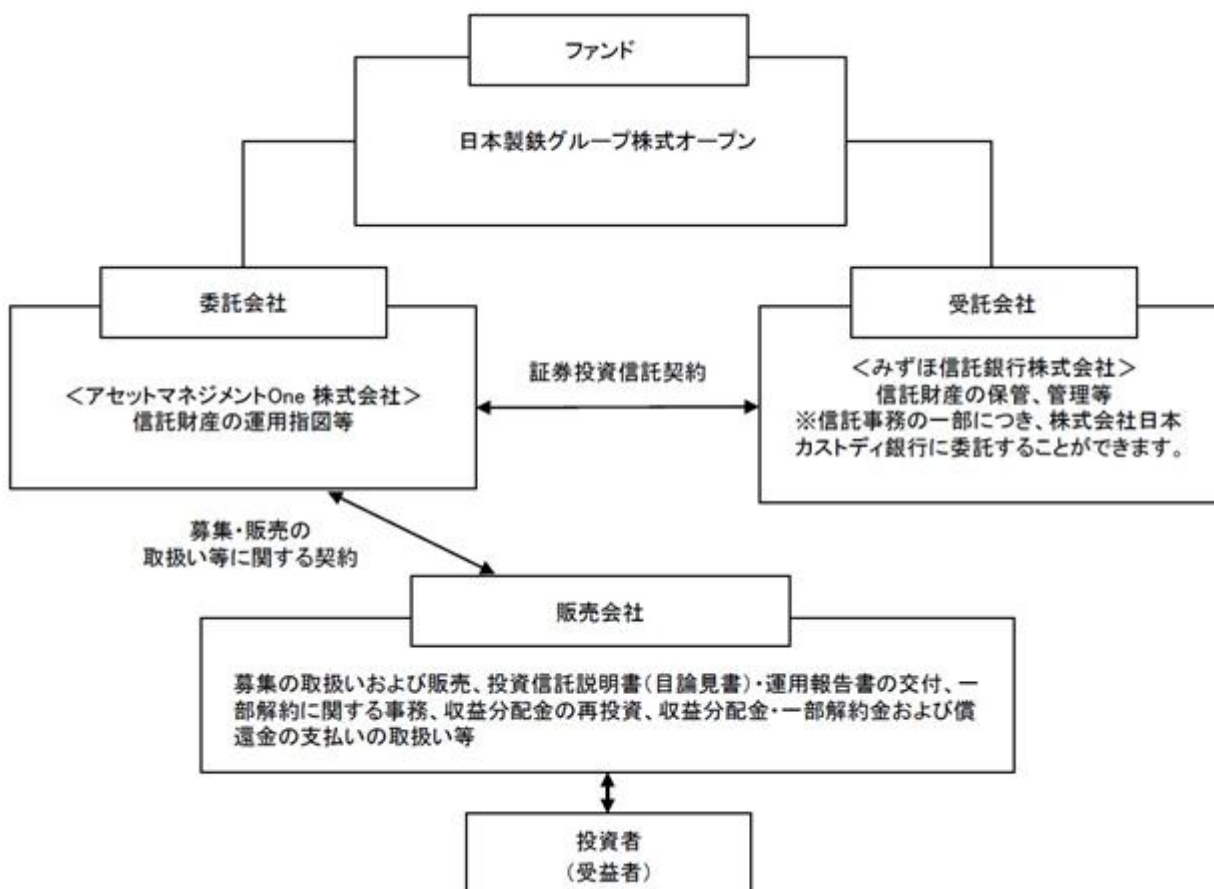 ファンド
日本製鉄グループ株式オープン
委託会社
<アセットマネジメントOne 株式会社>
信託財産の運用指図等
証券投資信託契約
受託会社
<みずほ信託銀行株式会社>
信託財産の保管、管理等
※信託事務の一部につき、株式会社日本
カストディ銀行に委託することができます。
募集・販売の
取扱い等に関する契約
販売会社
募集の取扱いおよび販売、投資信託説明書(目論見書)・運用報告書の交付、一
部解約に関する事務、収益分配金の再投資、収益分配金・一部解約金および償
還金の支払いの取扱い等
投資者
(受益者)